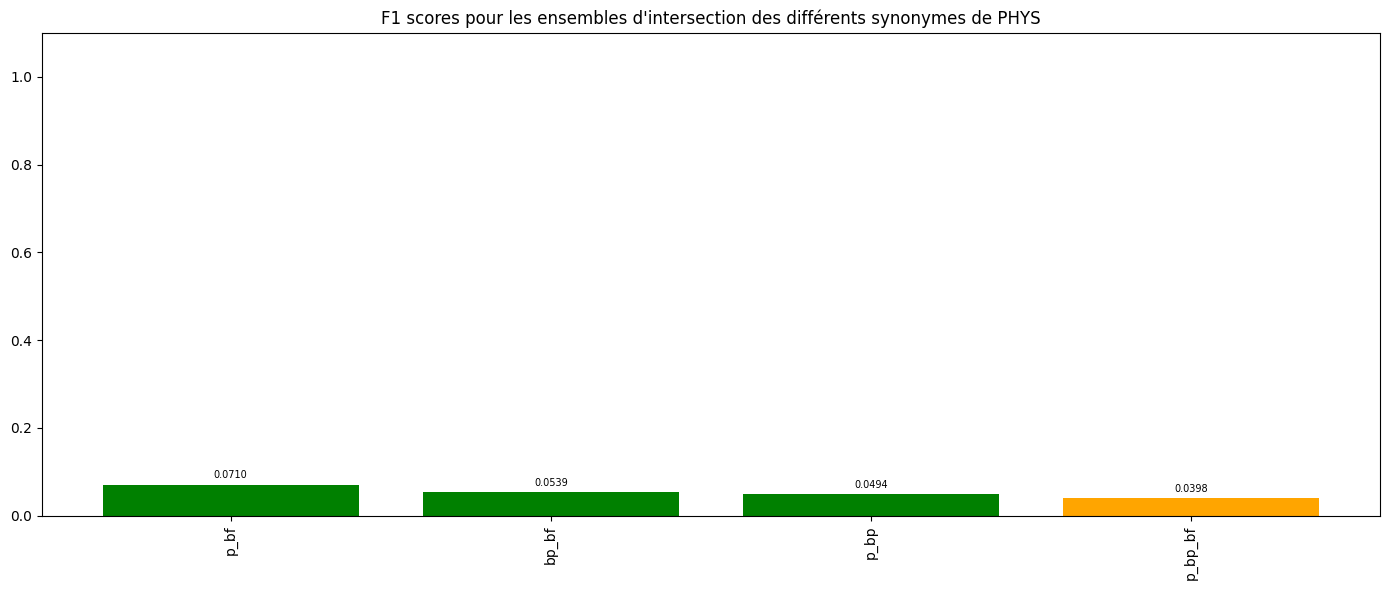 F1 scores pour les ensembles d'intersection des différents synonymes de PHYS
1.0
0.8
0.6
0.4
0.2
0.0
0.0710
0.0539
0.0494
0.0398
p_bf
bp_bf
p_bp
p_bp_bf